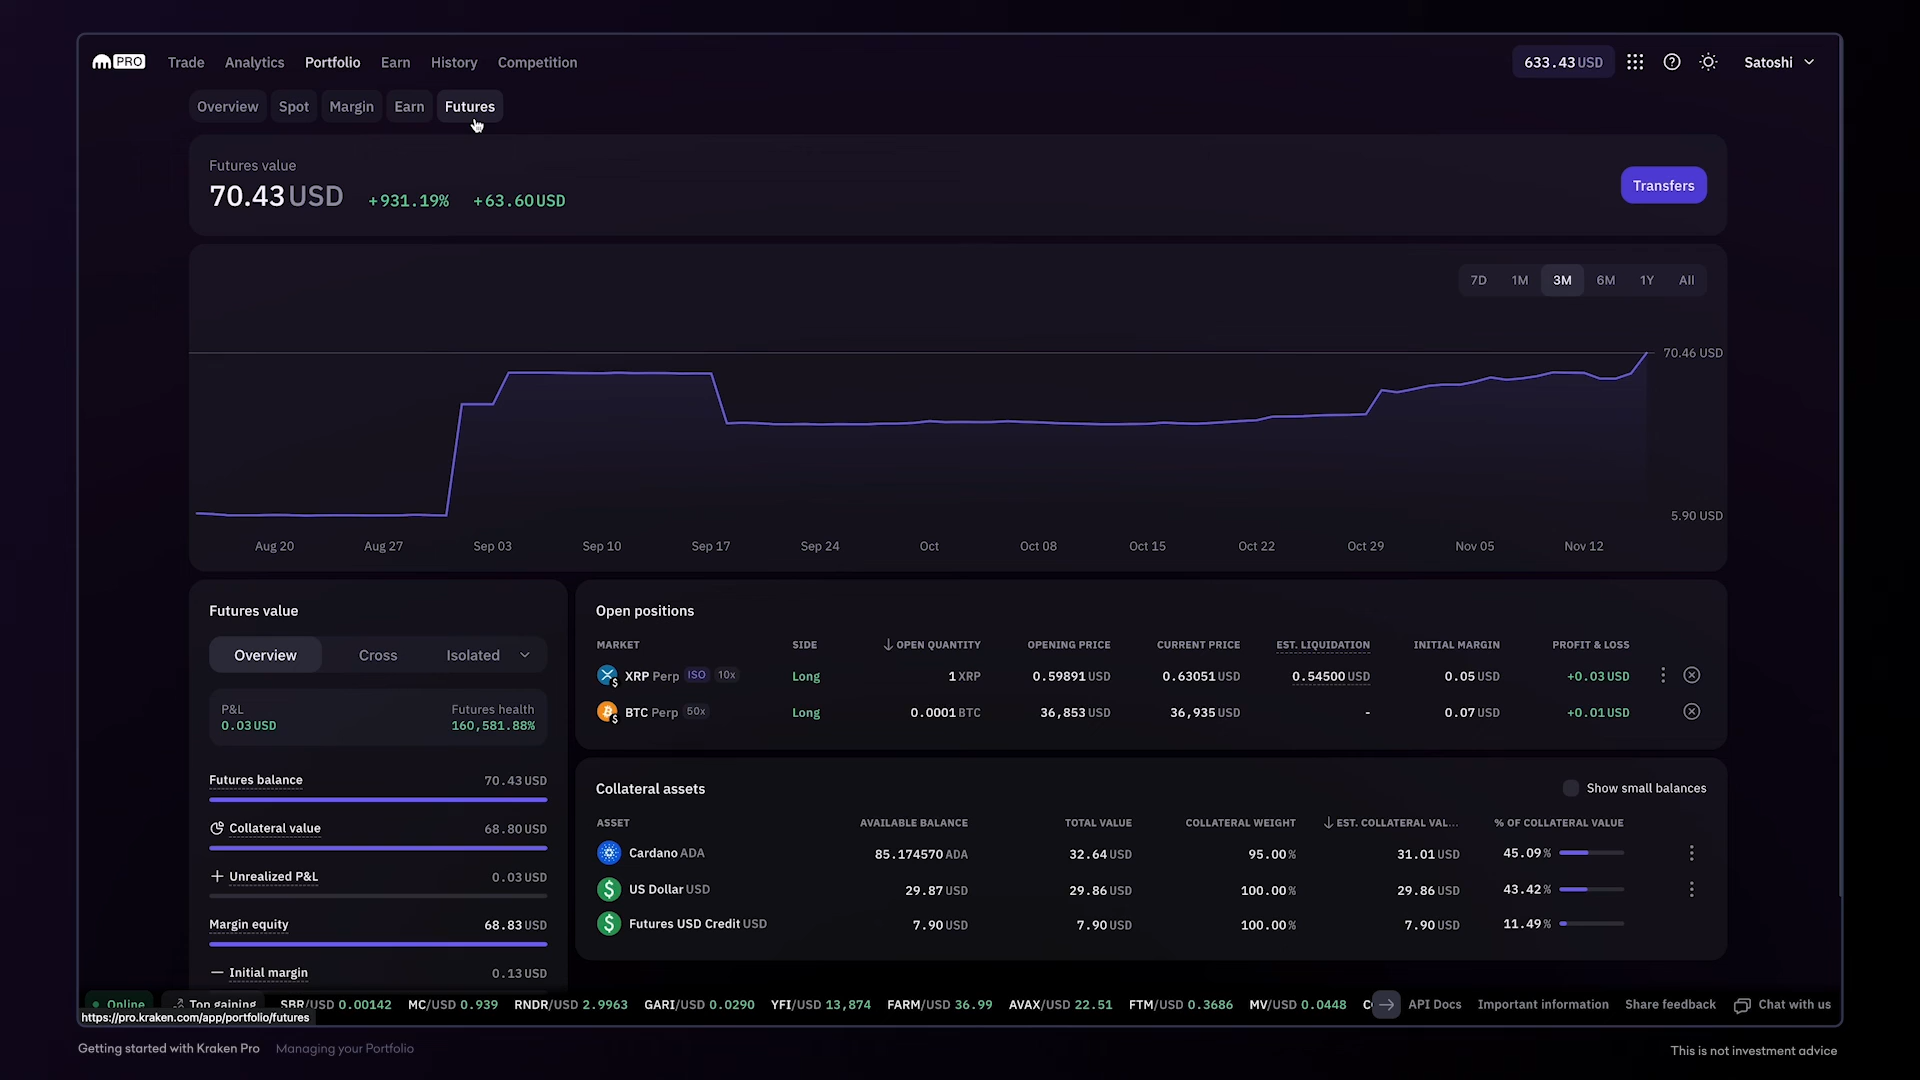 PRO Trade Analytics Portfolio Earn History Competition 633.43 USD Satoshi
Overview Spot Margin Earn Futures
Futures value
70.43 USD +931.19% +63.60 USD
Transfers
7D 1M 3M 6M 1Y All
70.46 USD
5.90 USD
Aug 20 Aug 27 Sep 03 Sep 10 Sep 17 Sep 24 Oct Oct 08 Oct 15 Oct 22 Oct 29 Nov 05 Nov 12
Futures value
Overview Cross Isolated
P&L Futures health
0.03 USD 160,581.88%
Futures balance 70.43 USD
Collateral value 68.80 USD
+ Unrealized P&L 0.03 USD
Margin equity 68.83 USD
— Initial margin 0.13 USD
Open positions
MARKET SIDE OPEN QUANTITY OPENING PRICE CURRENT PRICE EST. LIQUIDATION INITIAL MARGIN PROFIT & LOSS
XRP Perp ISO 10x Long 1 XRP 0.59891 USD 0.63051 USD 0.54500 USD 0.05 USD +0.03 USD
BTC Perp 50x Long 0.0001 BTC 36,853 USD 36,935 USD - 0.07 USD +0.01 USD
Collateral assets Show small balances
ASSET AVAILABLE BALANCE TOTAL VALUE COLLATERAL WEIGHT EST. COLLATERAL VAL... % OF COLLATERAL VALUE
Cardano ADA 85.174570 ADA 32.64 USD 95.00% 31.01 USD 45.09%
US Dollar USD 29.87 USD 29.86 USD 100.00% 29.86 USD 43.42%
Futures USD Credit USD 7.90 USD 7.90 USD 100.00% 7.90 USD 11.49%
Online Top gaining SBR/USD 0.00142 MC/USD 0.939 RNDR/USD 2.9963 GARI/USD 0.0290 YFI/USD 13,874 FARM/USD 36.99 AVAX/USD 22.51 FTM/USD 0.3686 MV/USD 0.0448 API Docs Important information Share feedback Chat with us
https://pro.kraken.com/app/portfolio/futures
Getting started with Kraken Pro Managing your Portfolio
This is not investment advice